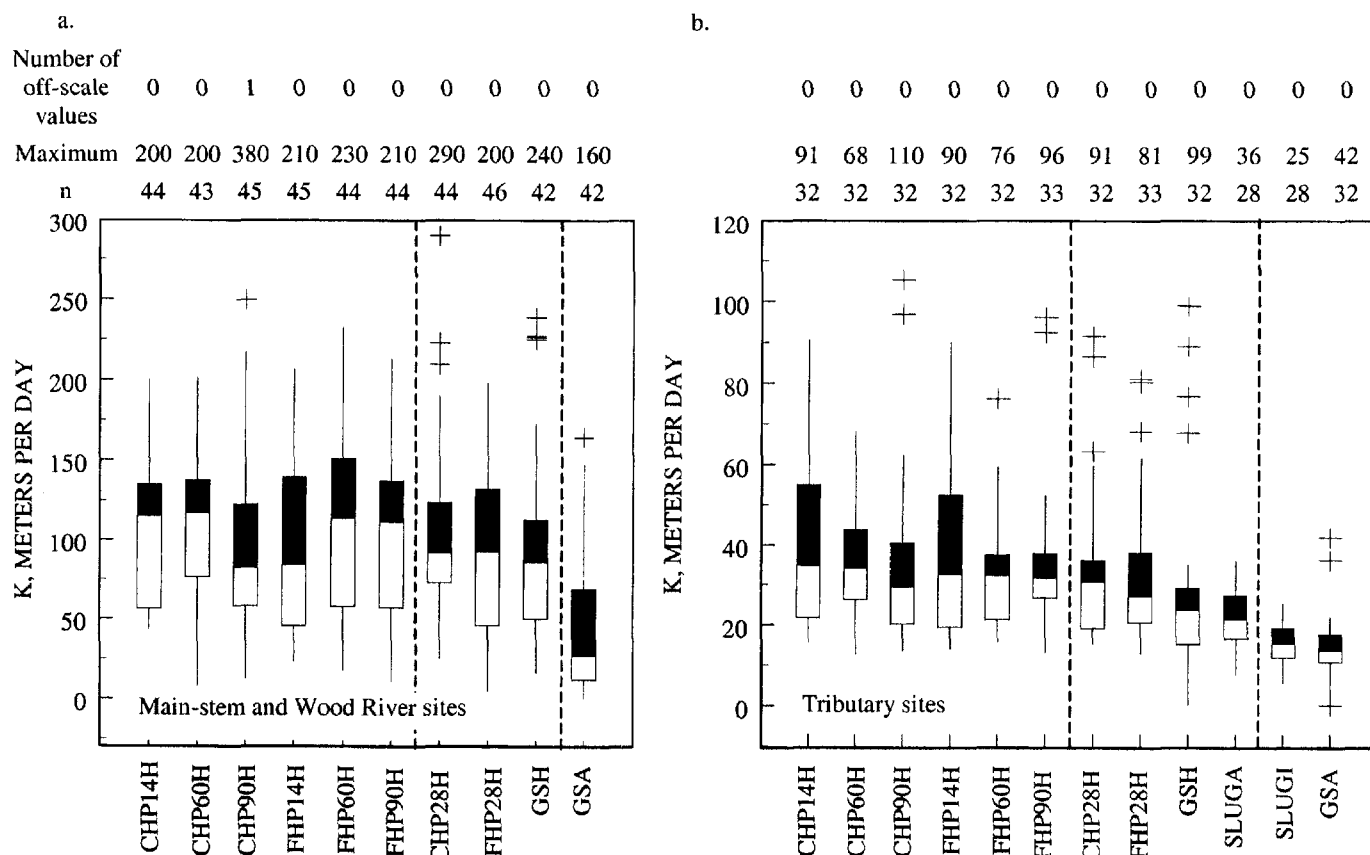 a.
b.
Number of
off-scale
values
0 0 1 0 0 0 0 0 0 0
0 0 0 0 0 0 0 0 0 0 0 0
Maximum 200 200 380 210 230 210 290 200 240 160
91 68 110 90 76 96 91 81 99 36 25 42
n 44 43 45 45 44 44 44 46 42 42
32 32 32 32 32 33 32 33 32 28 28 32
300
250
200
150
100
50
0
K, METERS PER DAY
Main-stem and Wood River sites
CHP14H
CHP60H
CHP90H
FHP14H
FHP60H
FHP90H
CHP28H
FHP28H
GSH
GSA
120
100
80
60
40
20
0
K, METERS PER DAY
Tributary sites
CHP14H
CHP60H
CHP90H
FHP14H
FHP60H
FHP90H
CHP28H
FHP28H
GSH
SLUGA
SLUGI
GSA